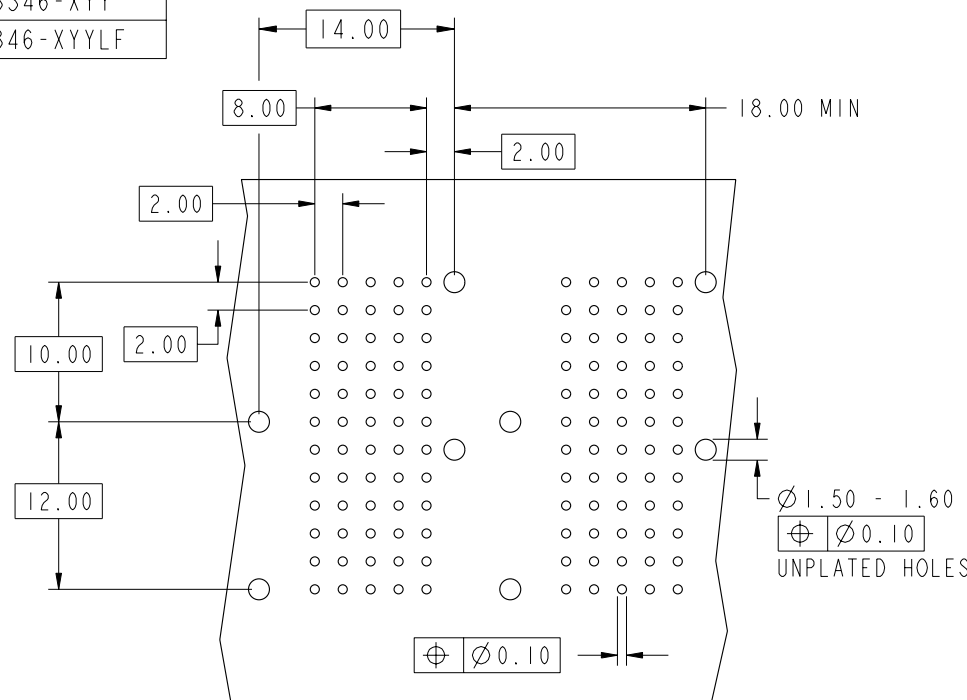 346-XYYLF
14.00
8.00
18.00 MIN
2.00
2.00
2.00
10.00
12.00
Ø1.50 - 1.60
⌖ Ø0.10
UNPLATED HOLES
⌖ Ø0.10